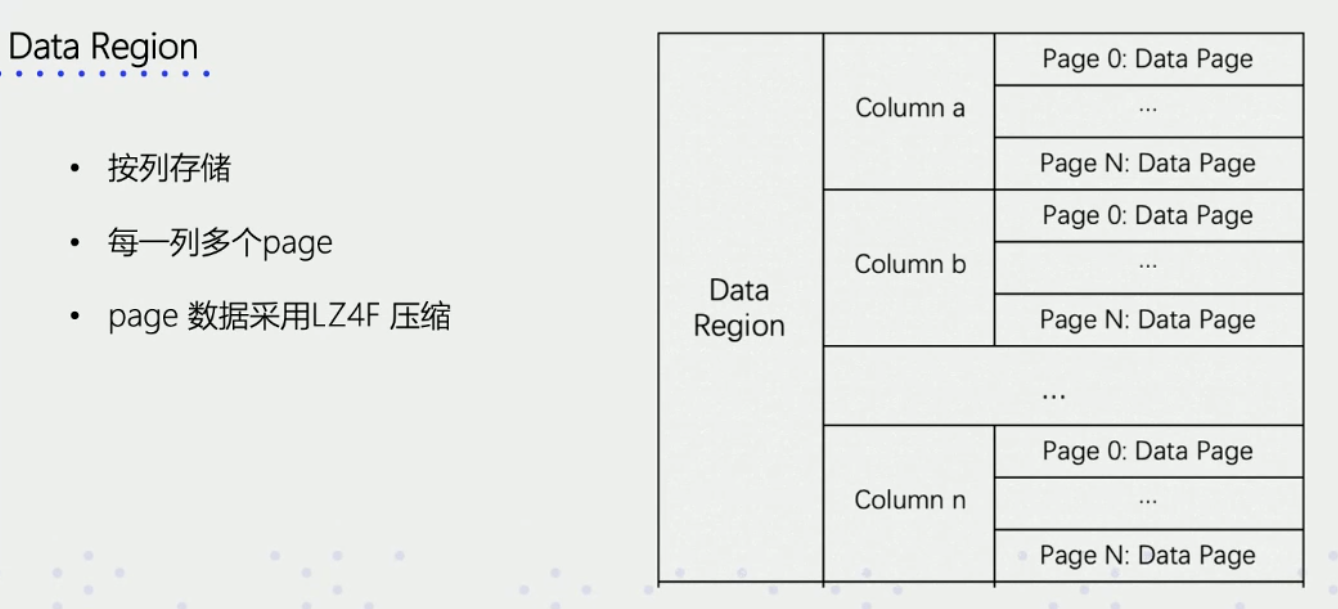 Data Region
按列存储
每一列多个page
page 数据采用LZ4F 压缩
Data
Region
Column a
Page 0: Data Page
...
Page N: Data Page
Column b
Page 0: Data Page
...
Page N: Data Page
...
Column n
Page 0: Data Page
...
Page N: Data Page